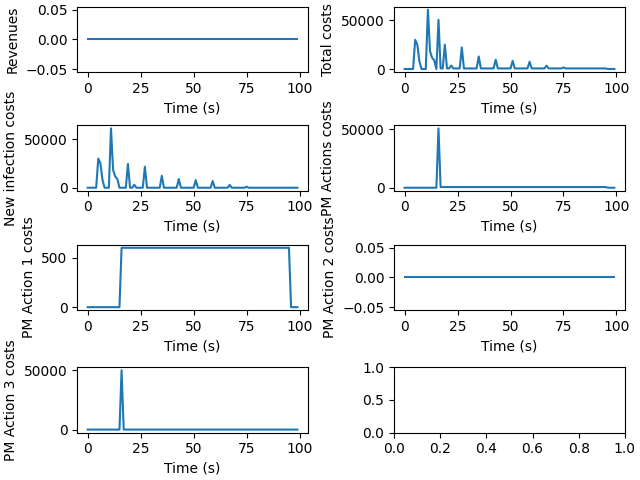 Revenues
0.05
0.00
−0.05
0 25 50 75 100
Time (s)
Total costs
50000
0
0 25 50 75 100
Time (s)
New infection costs
50000
0
0 25 50 75 100
Time (s)
PM Actions costs
50000
0
0 25 50 75 100
Time (s)
PM Action 1 costs
500
0
0 25 50 75 100
Time (s)
PM Action 2 costs
0.05
0.00
−0.05
0 25 50 75 100
Time (s)
PM Action 3 costs
50000
0
0 25 50 75 100
Time (s)
1.0
0.5
0.0
0.0 0.2 0.4 0.6 0.8 1.0